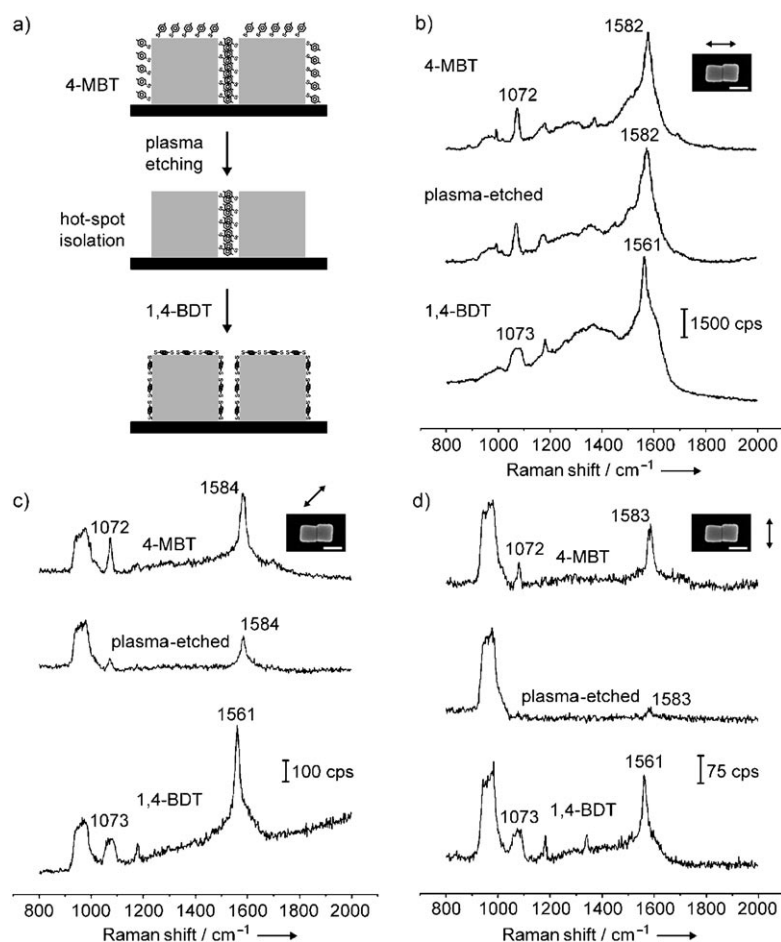 a)
4-MBT
plasma
etching
hot-spot
isolation
1,4-BDT
b)
1582
4-MBT
1072
1582
plasma-etched
1561
1,4-BDT
1073
1500 cps
800 1000 1200 1400 1600 1800 2000
Raman shift / cm⁻¹
c)
1584
1072
4-MBT
1584
plasma-etched
1561
100 cps
1,4-BDT
1073
800 1000 1200 1400 1600 1800 2000
Raman shift / cm⁻¹
d)
1583
1072
4-MBT
plasma-etched
1583
1561
75 cps
1073
1,4-BDT
800 1000 1200 1400 1600 1800 2000
Raman shift / cm⁻¹